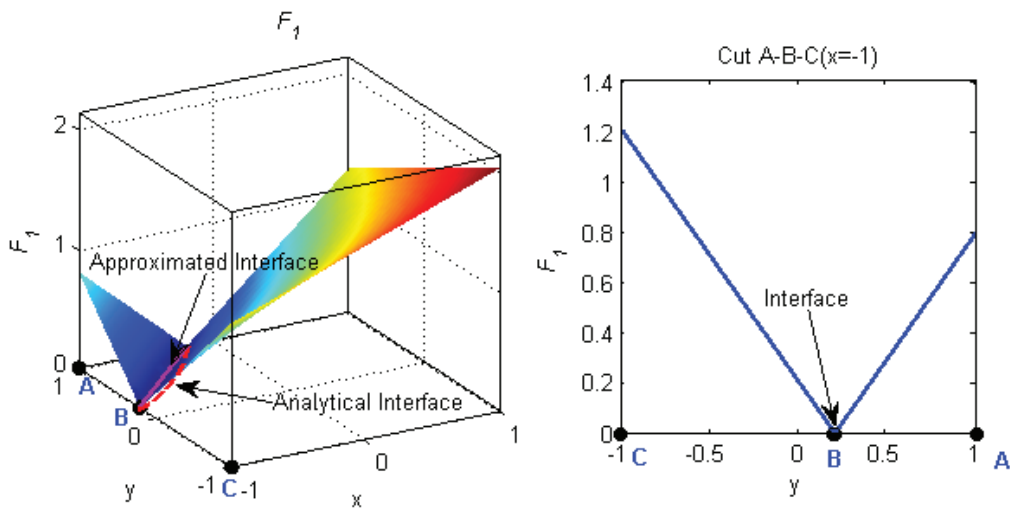 F1
F1
2
1
0
Approximated Interface
Analytical Interface
1
A
B
0
-1 C -1
y
x
0
1
Cut A-B-C(x=-1)
F1
1.4
1.2
1
0.8
0.6
0.4
0.2
0
Interface
-1 -0.5 0 0.5 1
C B A
y